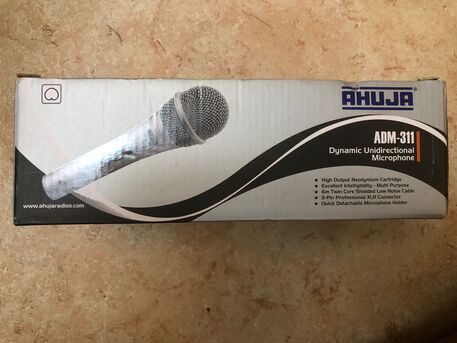 AHUJA
ADM-311
Dynamic Unidirectional
Microphone
• High Output Neodymium Cartridge
• Excellent Intelligibility - Multi Purpose
• 6m Twin Core Shielded Low Noise Cable
• 3-Pin Professional XLR Connector
• Quick Detachable Microphone Holder
www.ahujaradios.com